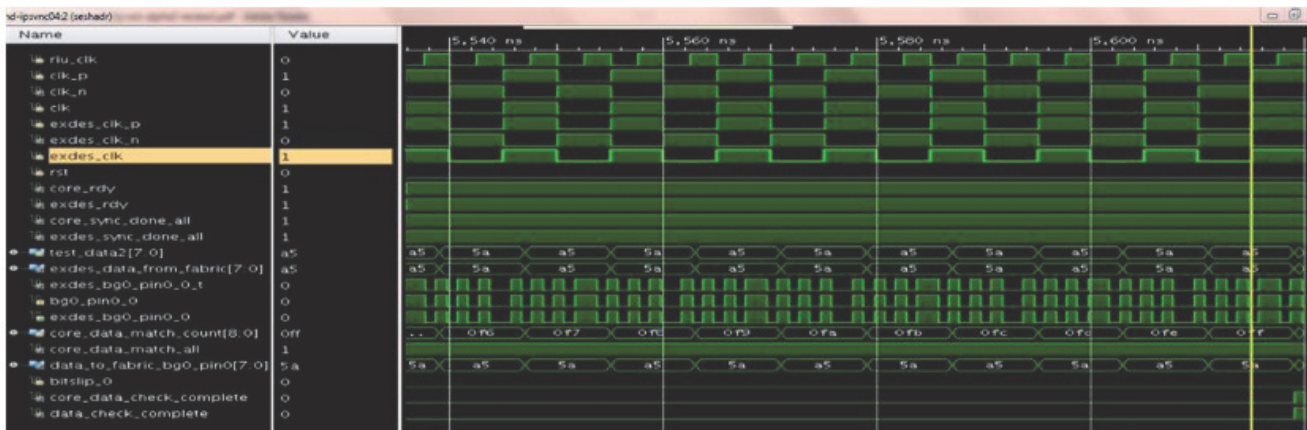 nd-ipsvnc04:2 (seshadr)
Name Value
5,540 ns 5,560 ns 5,580 ns 5,600 ns
riu_clk 0
clk_p 1
clk_n 0
clk 1
exdes_clk_p 1
exdes_clk_n 0
exdes_clk 1
rst 0
core_rdy 1
exdes_rdy 1
core_sync_done_all 1
exdes_sync_done_all 1
test_data2[7:0] a5 a5 5a a5 5a a5 5a a5 5a a5
exdes_data_from_fabric[7:0] a5 a5 5a a5 5a a5 5a a5 5a a5
exdes_bg0_pin0_0_t 0
bg0_pin0_0 0
exdes_bg0_pin0_0 0
core_data_match_count[8:0] 0ff ... 0f6 0f7 0f9 0fa 0fb 0fc 0fe 0ff
core_data_match_all 1
data_to_fabric_bg0_pin0[7:0] 5a 5a a5 5a a5 5a a5 5a a5 5a a5 5a
bitslip_0 0
core_data_check_complete 0
data_check_complete 0